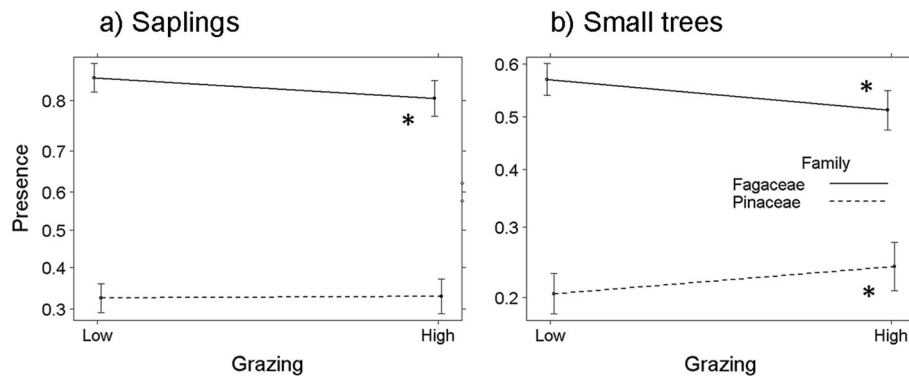 a) Saplings
b) Small trees
Presence
0.8
0.7
0.6
0.5
0.4
0.3
*
Low
High
Grazing
0.6
0.5
0.4
0.3
0.2
*
*
Family
Fagaceae
Pinaceae
Low
High
Grazing